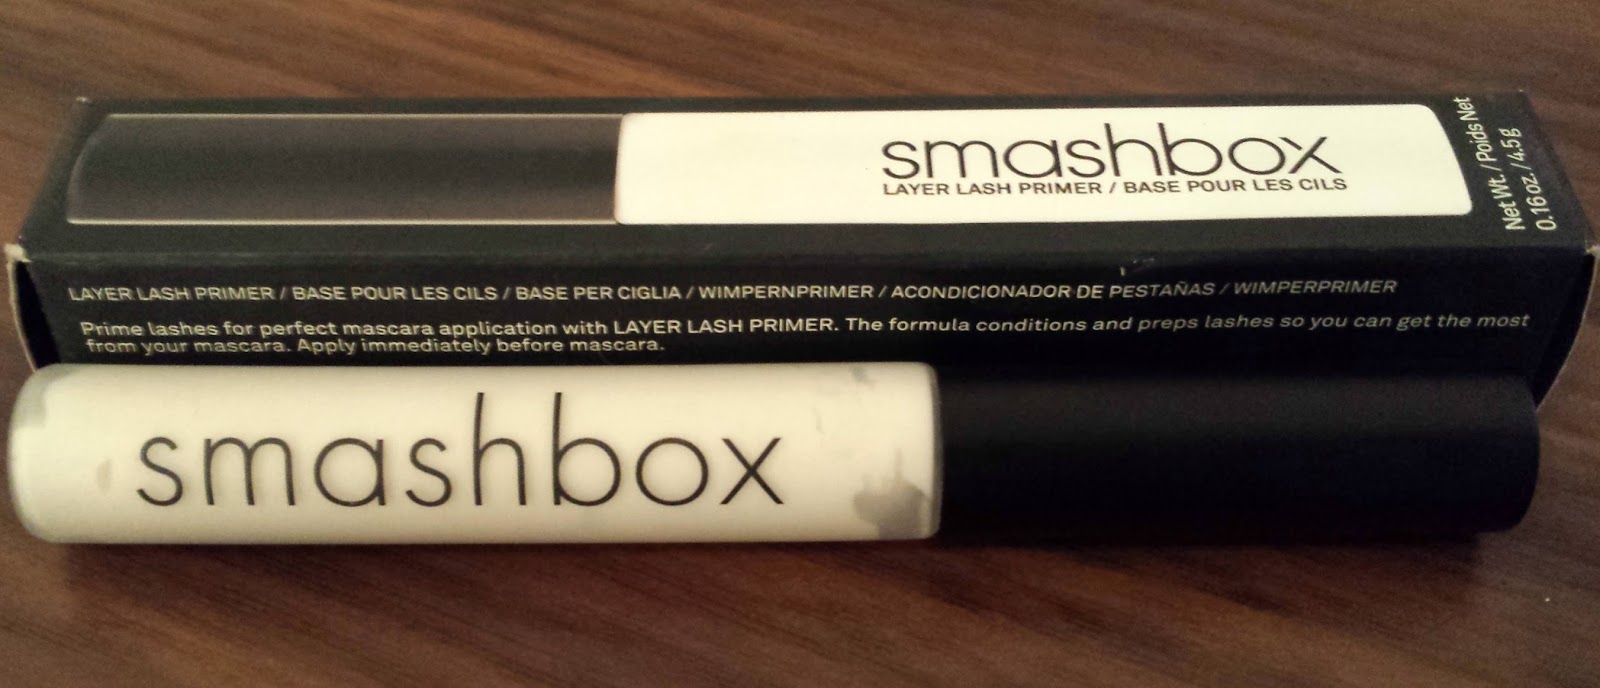 smashbox
LAYER LASH PRIMER / BASE POUR LES CILS
Net Wt. / Poids Net
0.16 oz. / 4.5 g
LAYER LASH PRIMER / BASE POUR LES CILS / BASE PER CIGLIA / WIMPERNPRIMER / ACONDICIONADOR DE PESTAÑAS / WIMPERPRIMER
Prime lashes for perfect mascara application with LAYER LASH PRIMER. The formula conditions and preps lashes so you can get the most
from your mascara. Apply immediately before mascara.
smashbox